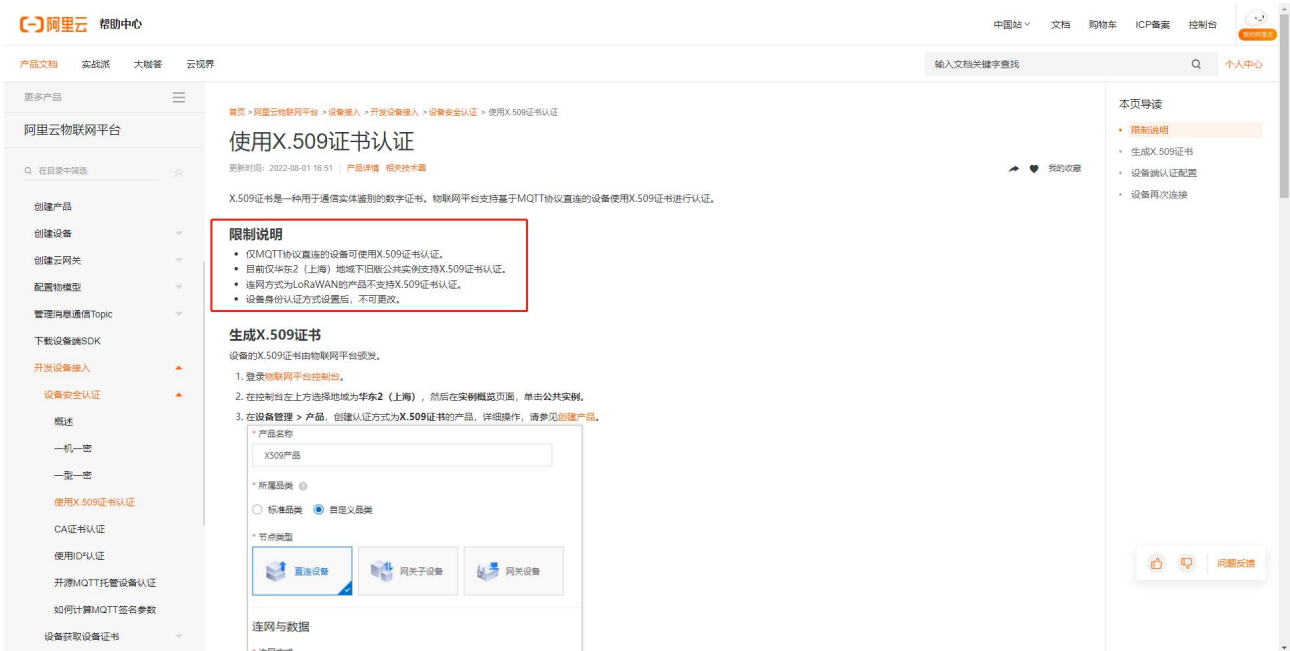 阿里云 帮助中心
中国站 文档 购物车 ICP备案 控制台
我的阿里云
产品文档 实战派 大咖答 云视界
输入文档关键字查找
个人中心
更多产品
阿里云物联网平台
在目录中筛选
创建产品
创建设备
创建云网关
配置物模型
管理消息通信Topic
下载设备端SDK
开发设备接入
设备安全认证
概述
一机一密
一型一密
使用X.509证书认证
CA证书认证
使用ID²认证
开源MQTT托管设备认证
如何计算MQTT签名参数
设备获取设备证书
首页 > 阿里云物联网平台 > 设备接入 > 开发设备接入 > 设备安全认证 > 使用X.509证书认证
使用X.509证书认证
更新时间：2022-08-01 16:51 产品详情 相关技术圈
我的收藏
X.509证书是一种用于通信实体鉴别的数字证书。物联网平台支持基于MQTT协议直连的设备使用X.509证书进行认证。
限制说明
• 仅MQTT协议直连的设备可使用X.509证书认证。
• 目前仅华东2（上海）地域下旧版公共实例支持X.509证书认证。
• 连网方式为LoRaWAN的产品不支持X.509证书认证。
• 设备身份认证方式设置后，不可更改。
生成X.509证书
设备的X.509证书由物联网平台颁发。
1. 登录物联网平台控制台。
2. 在控制台左上方选择地域为华东2（上海），然后在实例概览页面，单击公共实例。
3. 在设备管理 > 产品，创建认证方式为X.509证书的产品，详细操作，请参见创建产品。
* 产品名称
X509产品
* 所属品类
标准品类 自定义品类
* 节点类型
直连设备 网关子设备 网关设备
连网与数据
本页导读
• 限制说明
• 生成X.509证书
• 设备端认证配置
• 设备再次连接
问题反馈